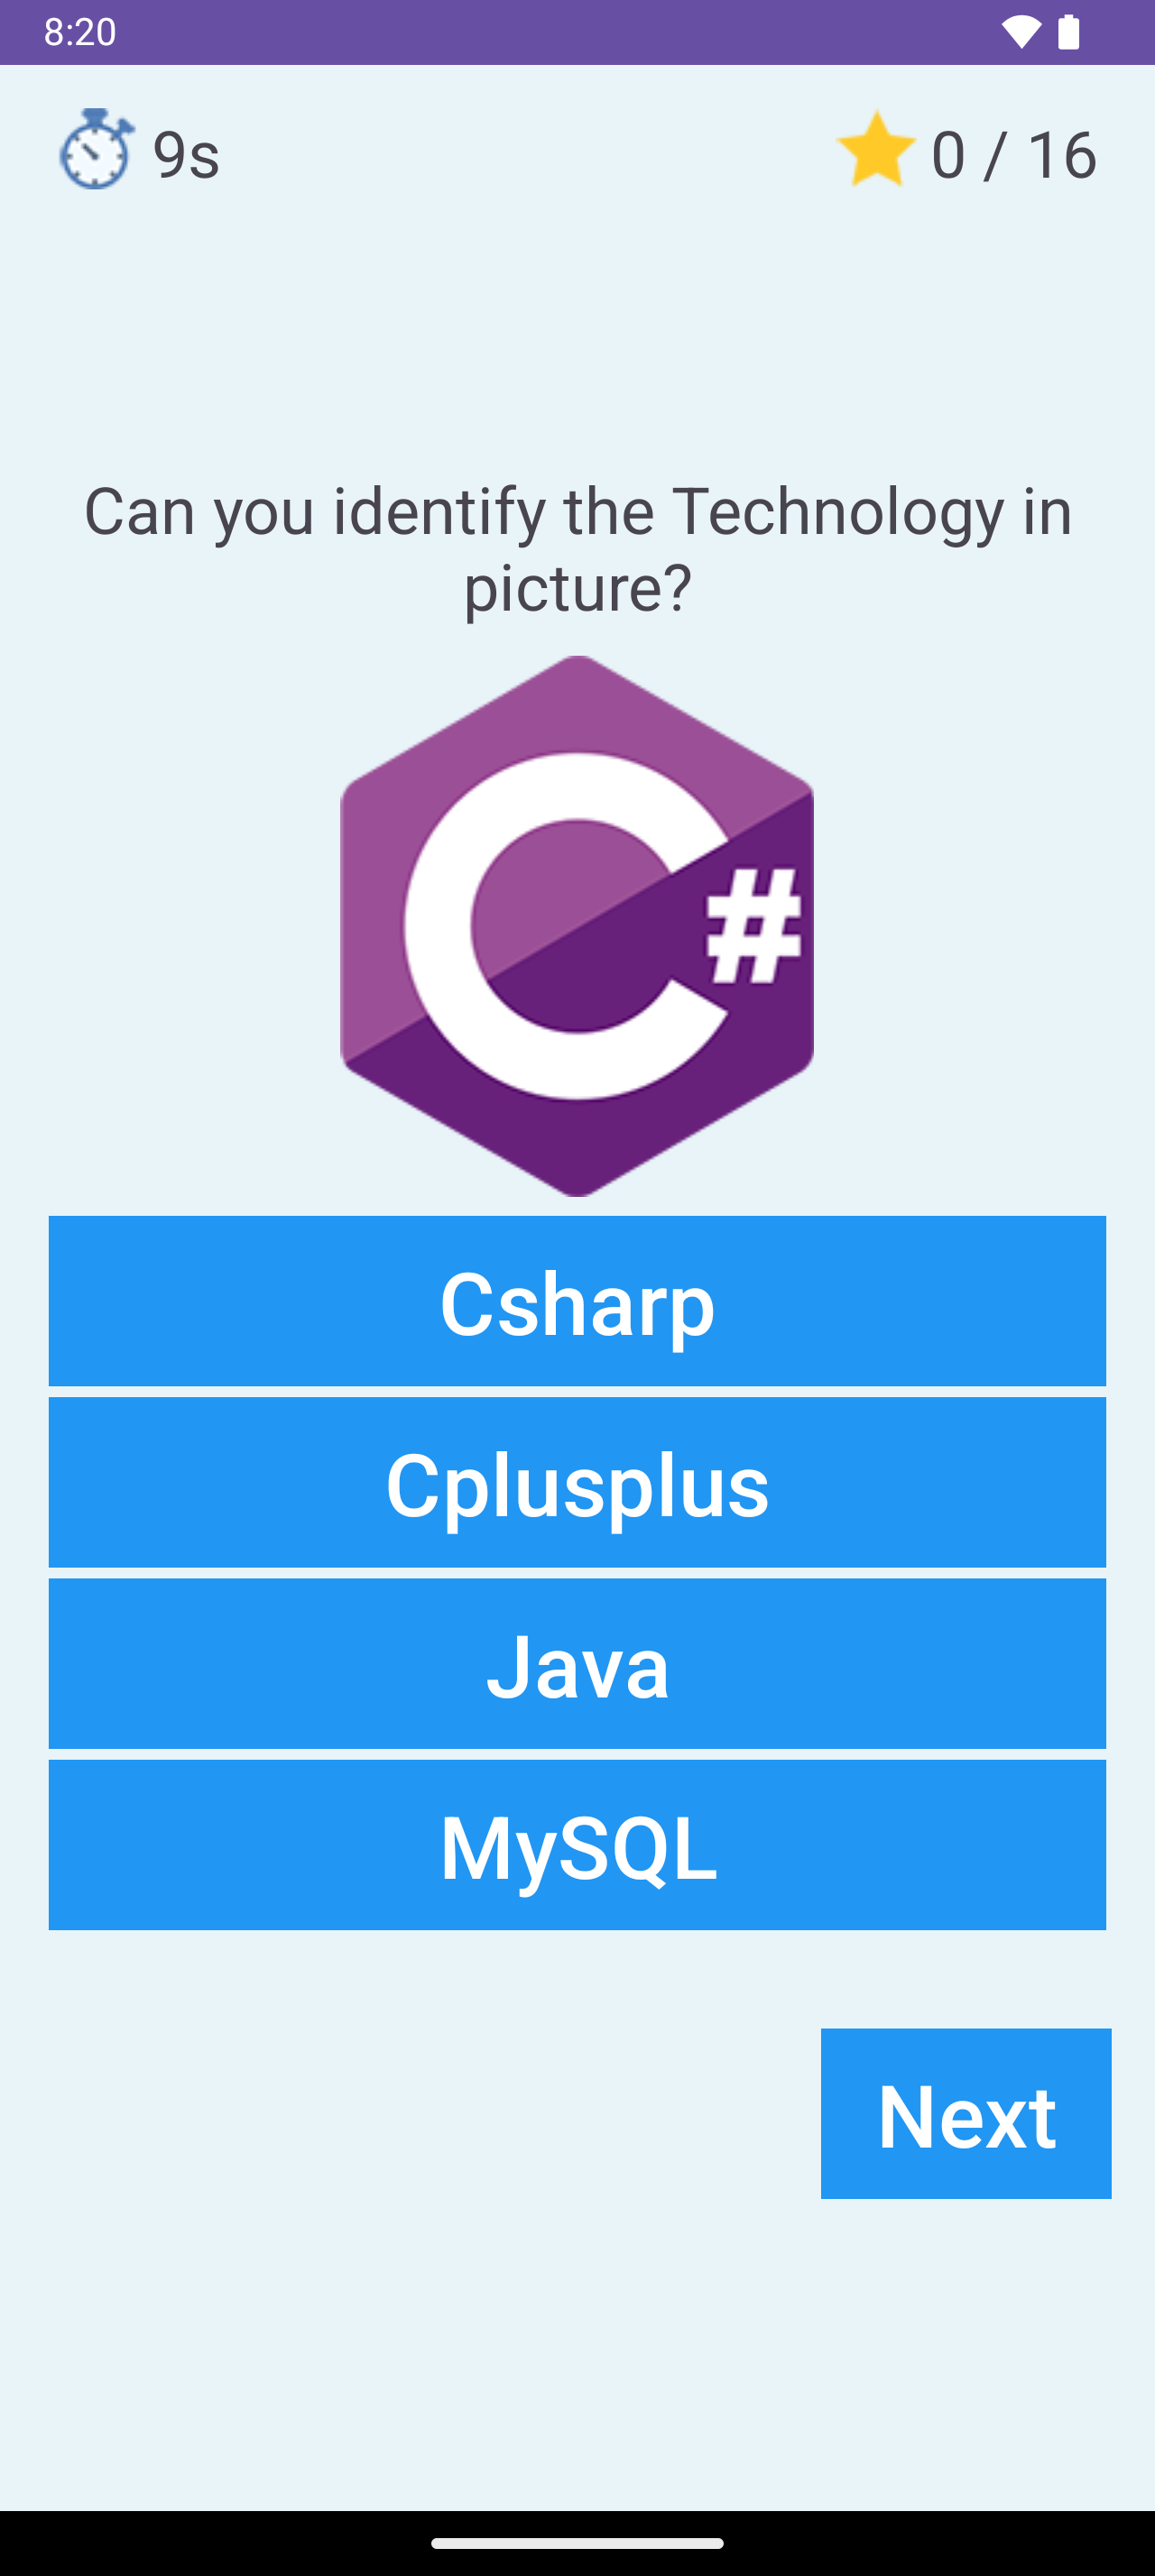 8:20
9s
0 / 16
Can you identify the Technology in
picture?
C#
Csharp
Cplusplus
Java
MySQL
Next